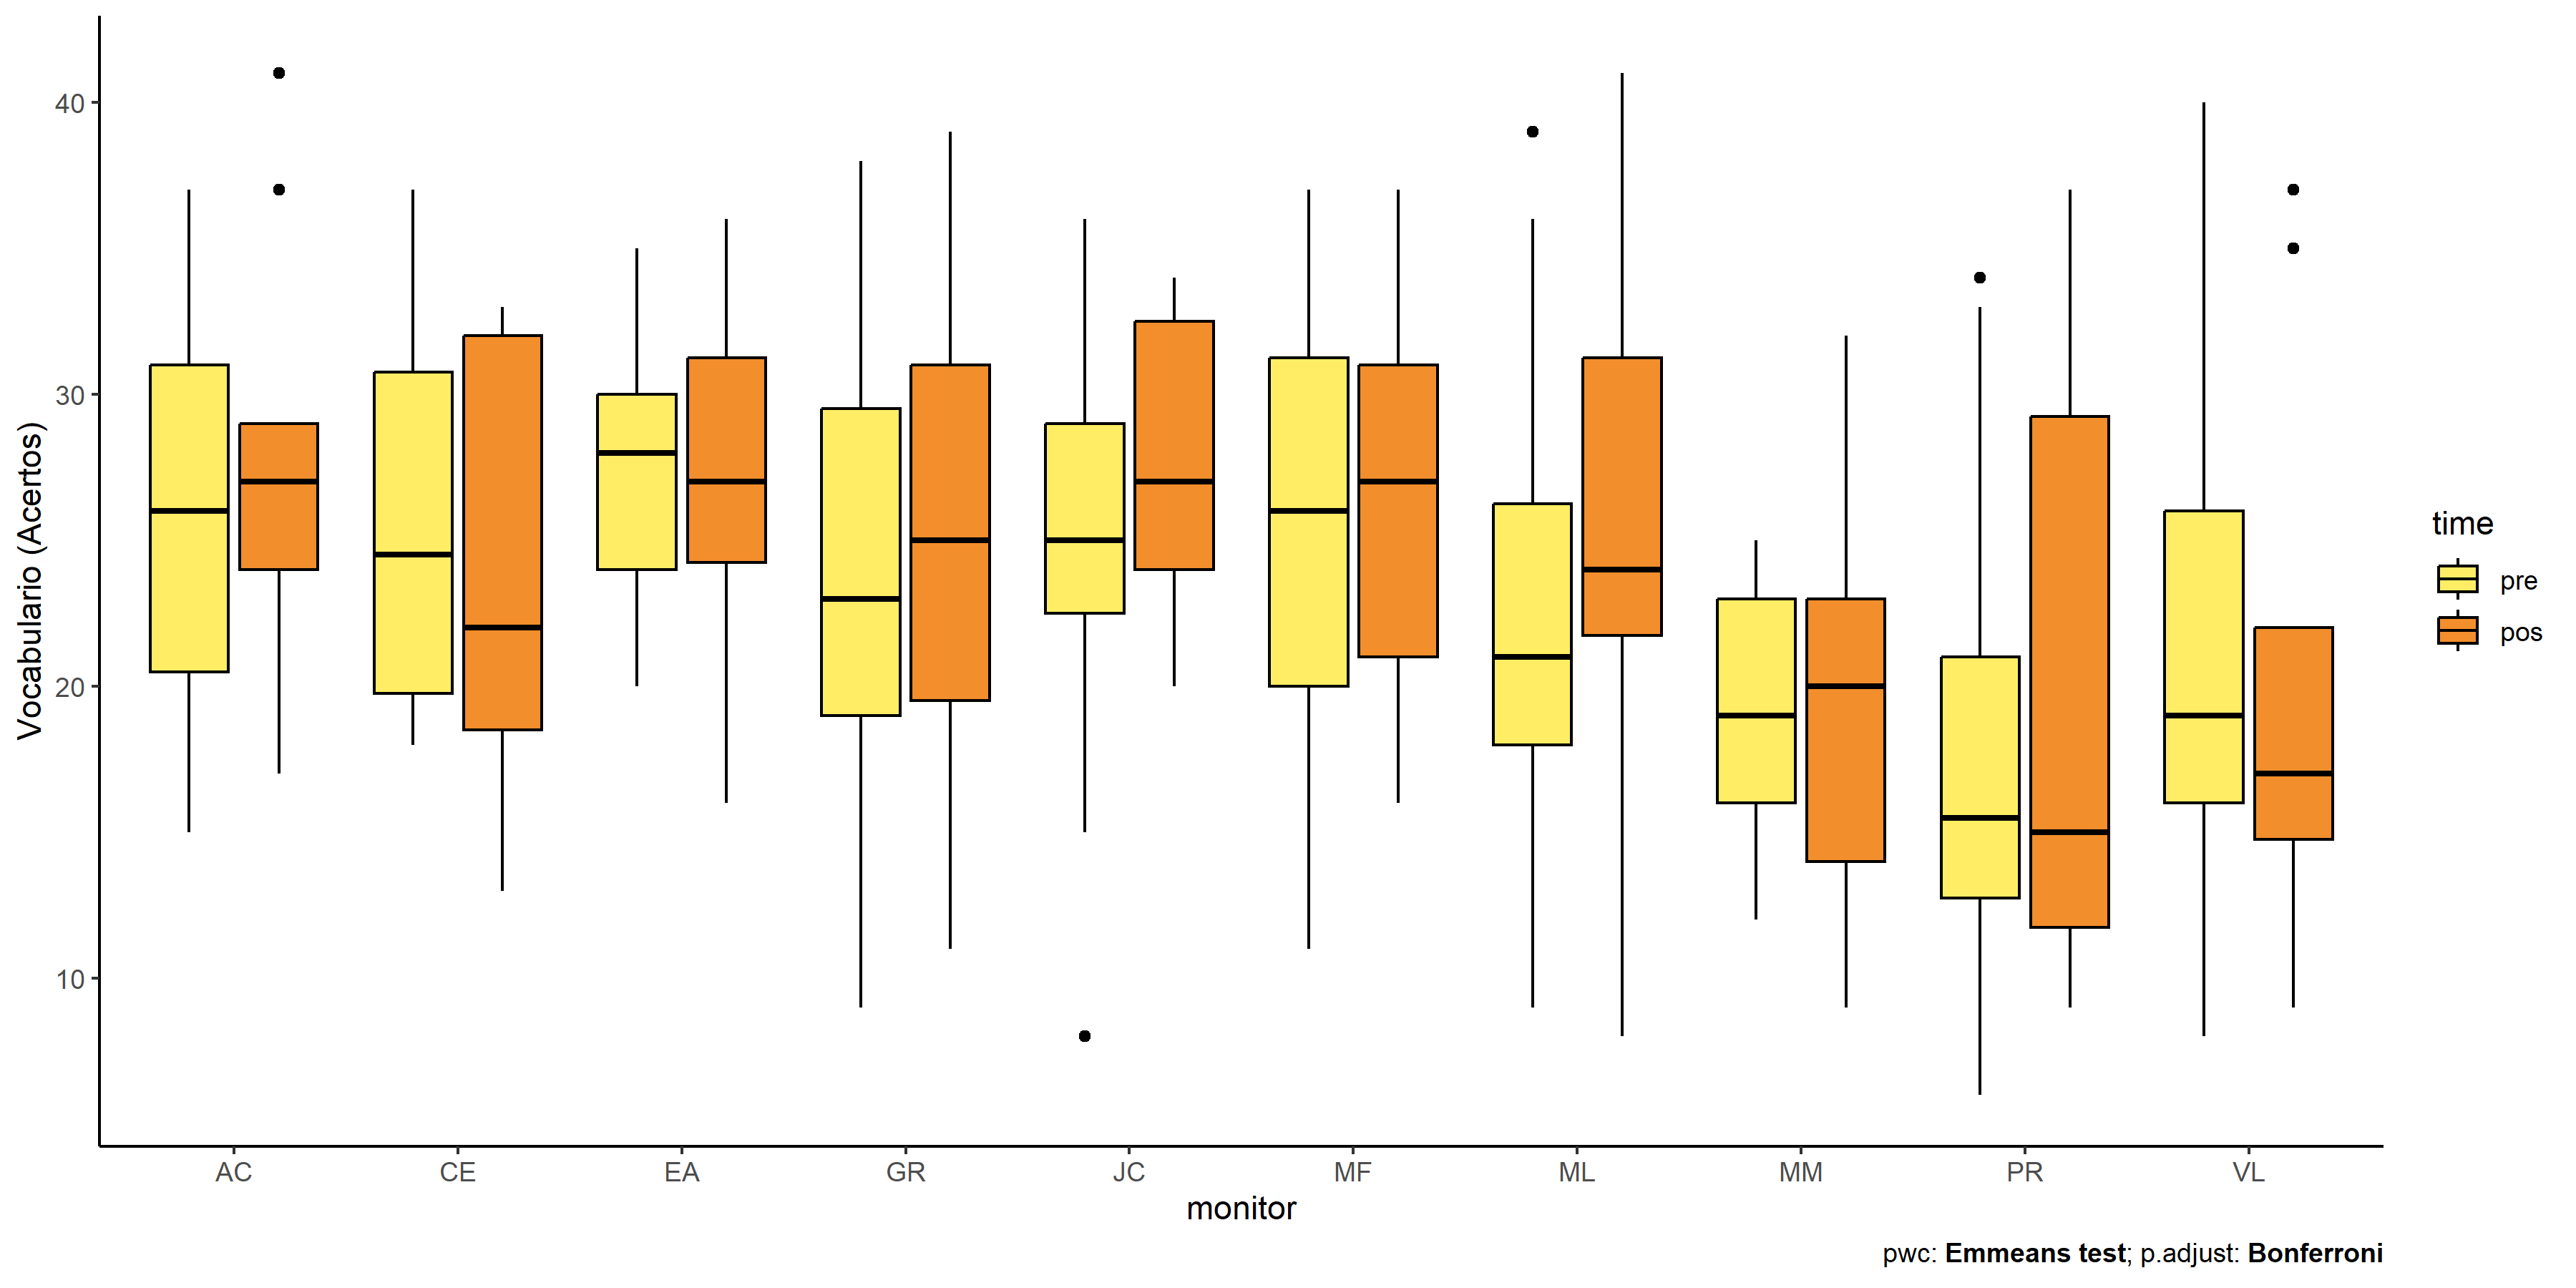 40
30
20
10
Vocabulario (Acertos)
AC CE EA GR JC MF ML MM PR VL
monitor
time
pre
pos
pwc: Emmeans test; p.adjust: Bonferroni